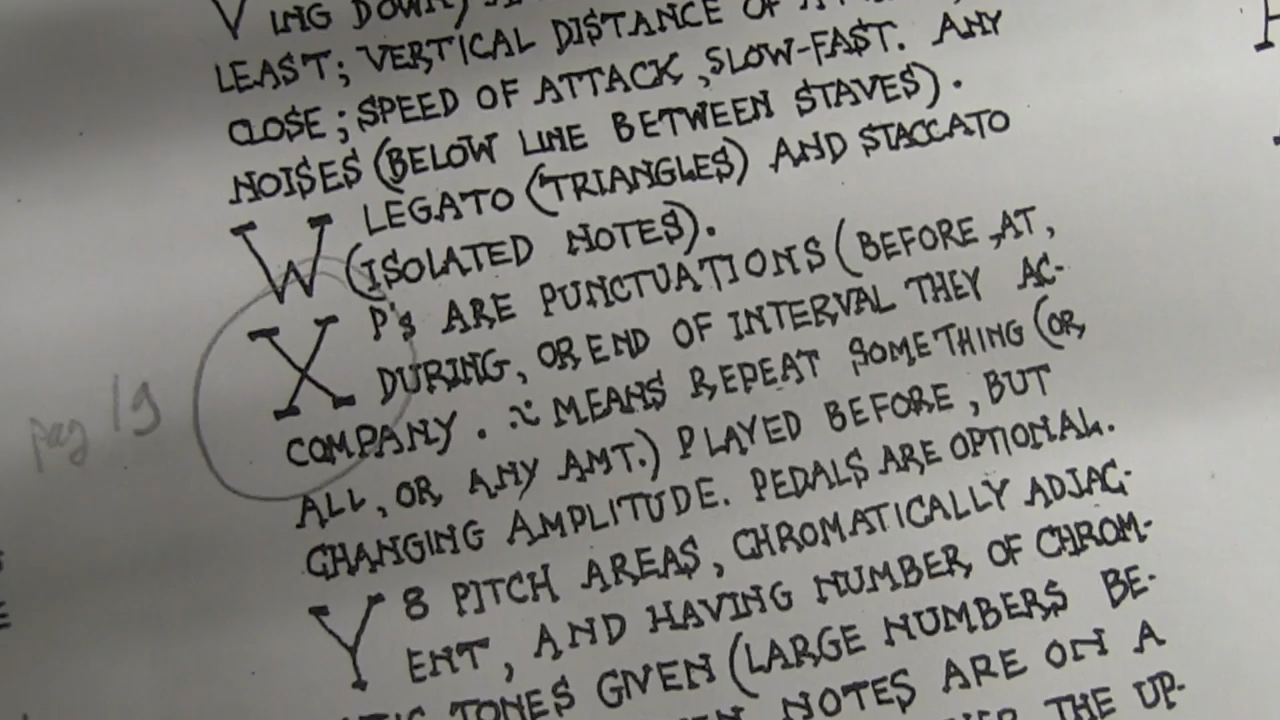 V ING DOWN)
LEAST; VERTICAL DISTANCE OF
CLOSE; SPEED OF ATTACK, SLOW-FAST. ANY
NOISES (BELOW LINE BETWEEN STAVES).
W LEGATO (TRIANGLES) AND STACCATO
(ISOLATED NOTES).
X P's ARE PUNCTUATIONS (BEFORE, AT,
DURING, OR END OF INTERVAL THEY AC-
COMPANY. ∻ MEANS REPEAT SOMETHING (OR
ALL, OR ANY AMT.) PLAYED BEFORE, BUT
CHANGING AMPLITUDE. PEDALS ARE OPTIONAL.
Y 8 PITCH AREAS, CHROMATICALLY ADJAC-
ENT, AND HAVING NUMBER OF CHROM-
TIC TONES GIVEN (LARGE NUMBERS BE-
NOTES ARE ON A
THE UP-
pag 19